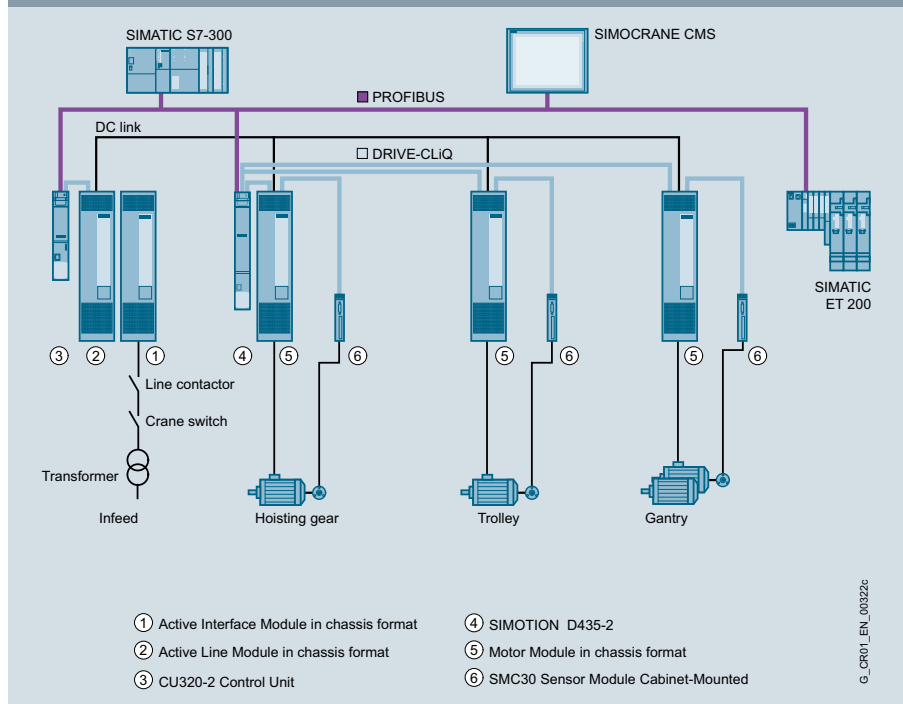 SIMATIC S7-300
SIMOCRANE CMS
PROFIBUS
DC link
DRIVE-CLiQ
SIMATIC
ET 200
3 2 1 4 5 6 5 6 5 6
Line contactor
Crane switch
Transformer
Infeed
Hoisting gear
Trolley
Gantry
1 Active Interface Module in chassis format
2 Active Line Module in chassis format
3 CU320-2 Control Unit
4 SIMOTION D435-2
5 Motor Module in chassis format
6 SMC30 Sensor Module Cabinet-Mounted
G_CR01_EN_00322c